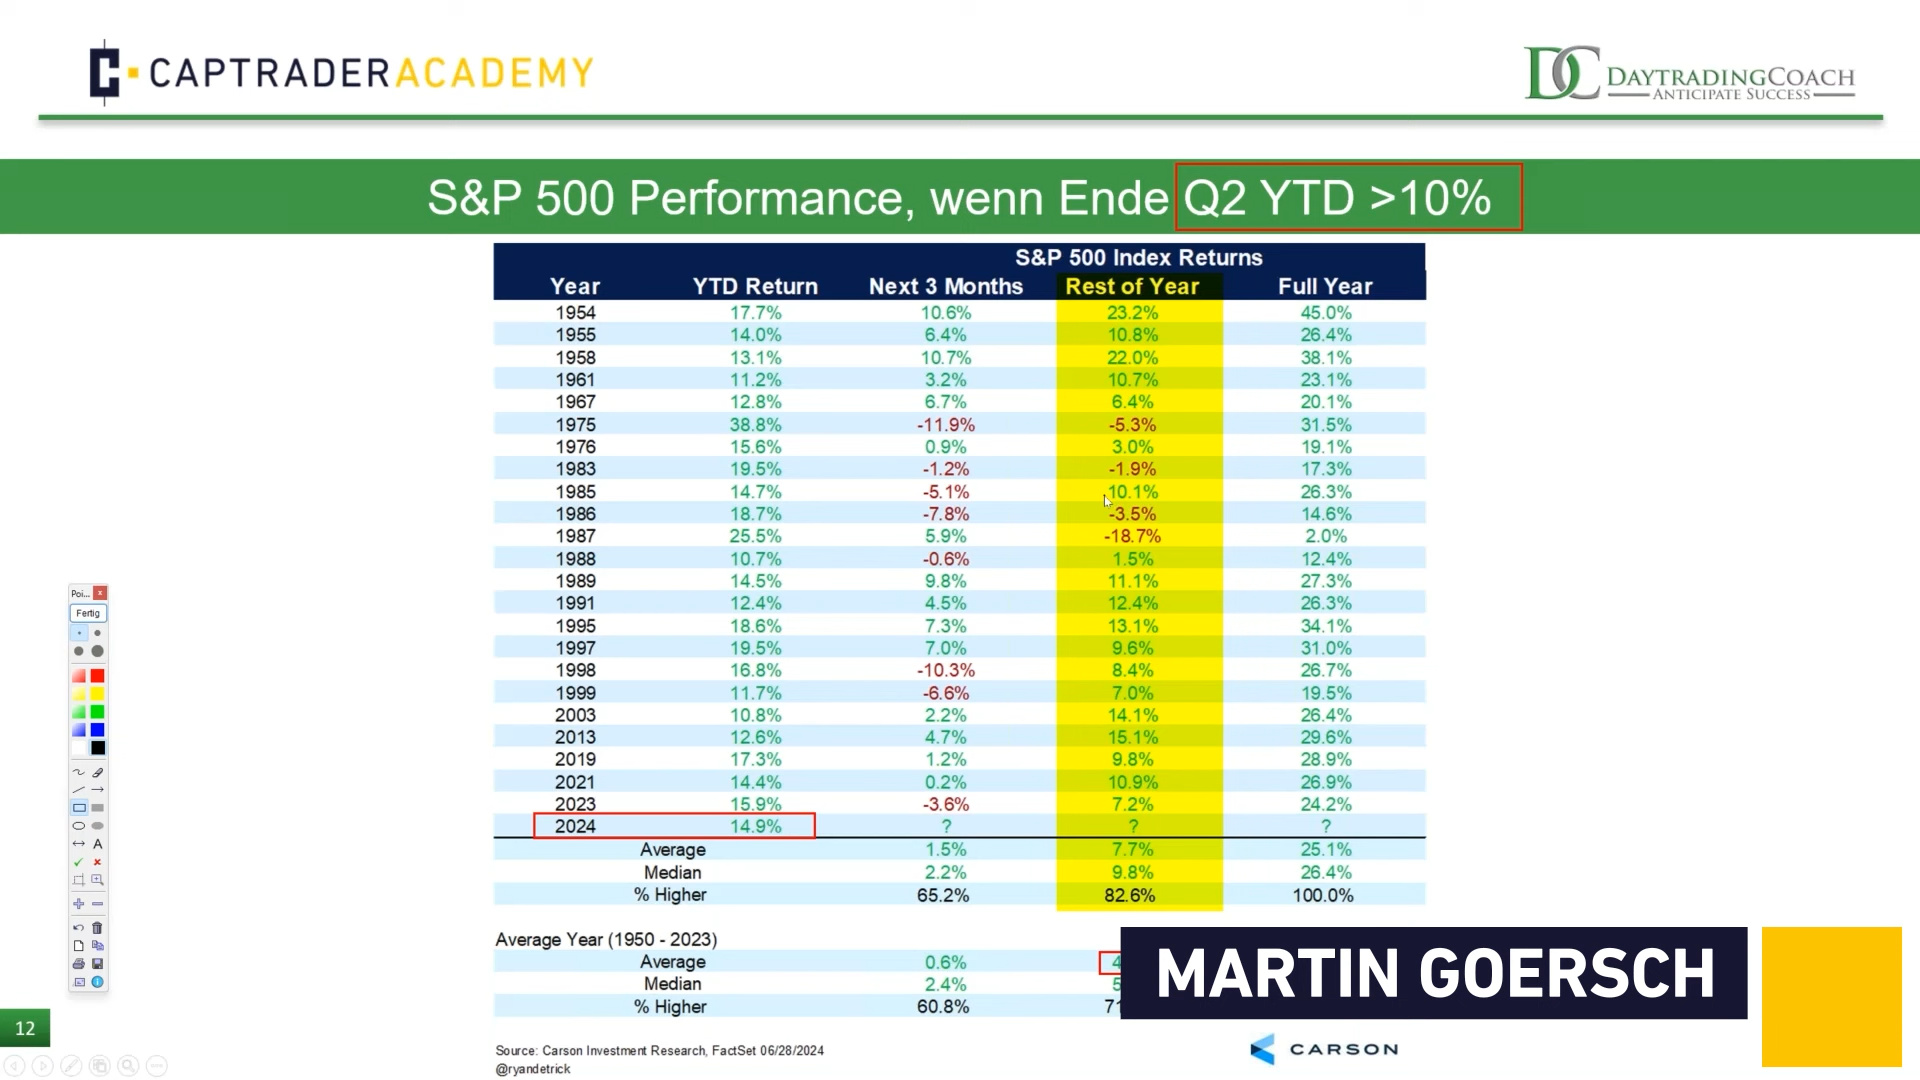 CAPTRADERACADEMY
DC DAYTRADINGCOACH
ANTICIPATE SUCCESS
S&P 500 Performance, wenn Ende Q2 YTD >10%
S&P 500 Index Returns
Year YTD Return Next 3 Months Rest of Year Full Year
1954 17.7% 10.6% 23.2% 45.0%
1955 14.0% 6.4% 10.8% 26.4%
1958 13.1% 10.7% 22.0% 38.1%
1961 11.2% 3.2% 10.7% 23.1%
1967 12.8% 6.7% 6.4% 20.1%
1975 38.8% -11.9% -5.3% 31.5%
1976 15.6% 0.9% 3.0% 19.1%
1983 19.5% -1.2% -1.9% 17.3%
1985 14.7% -5.1% 10.1% 26.3%
1986 18.7% -7.8% -3.5% 14.6%
1987 25.5% 5.9% -18.7% 2.0%
1988 10.7% -0.6% 1.5% 12.4%
1989 14.5% 9.8% 11.1% 27.3%
1991 12.4% 4.5% 12.4% 26.3%
1995 18.6% 7.3% 13.1% 34.1%
1997 19.5% 7.0% 9.6% 31.0%
1998 16.8% -10.3% 8.4% 26.7%
1999 11.7% -6.6% 7.0% 19.5%
2003 10.8% 2.2% 14.1% 26.4%
2013 12.6% 4.7% 15.1% 29.6%
2019 17.3% 1.2% 9.8% 28.9%
2021 14.4% 0.2% 10.9% 26.9%
2023 15.9% -3.6% 7.2% 24.2%
2024 14.9% ? ? ?
Average 1.5% 7.7% 25.1%
Median 2.2% 9.8% 26.4%
% Higher 65.2% 82.6% 100.0%
Average Year (1950 - 2023)
Average 0.6% 4
Median 2.4% 5
% Higher 60.8% 71
MARTIN GOERSCH
Source: Carson Investment Research, FactSet 06/28/2024
@ryandetrick
CARSON
Poi...
Fertig
A
12